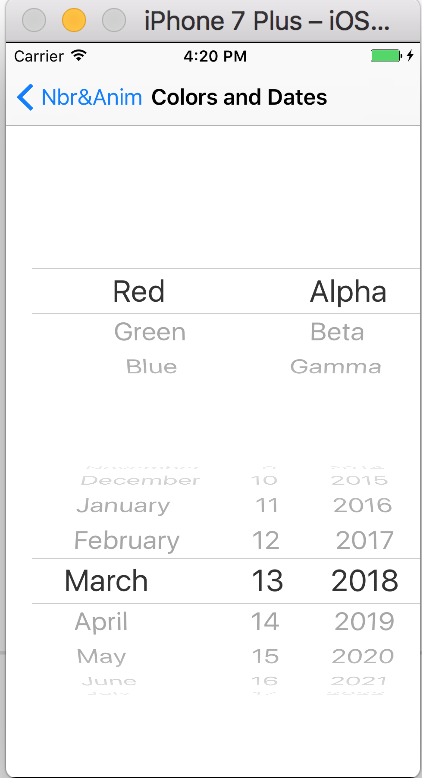 iPhone 7 Plus – iOS...
Carrier 4:20 PM
Nbr&Anim Colors and Dates
Red Alpha
Green Beta
Blue Gamma
December 10 2015
January 11 2016
February 12 2017
March 13 2018
April 14 2019
May 15 2020
June 16 2021